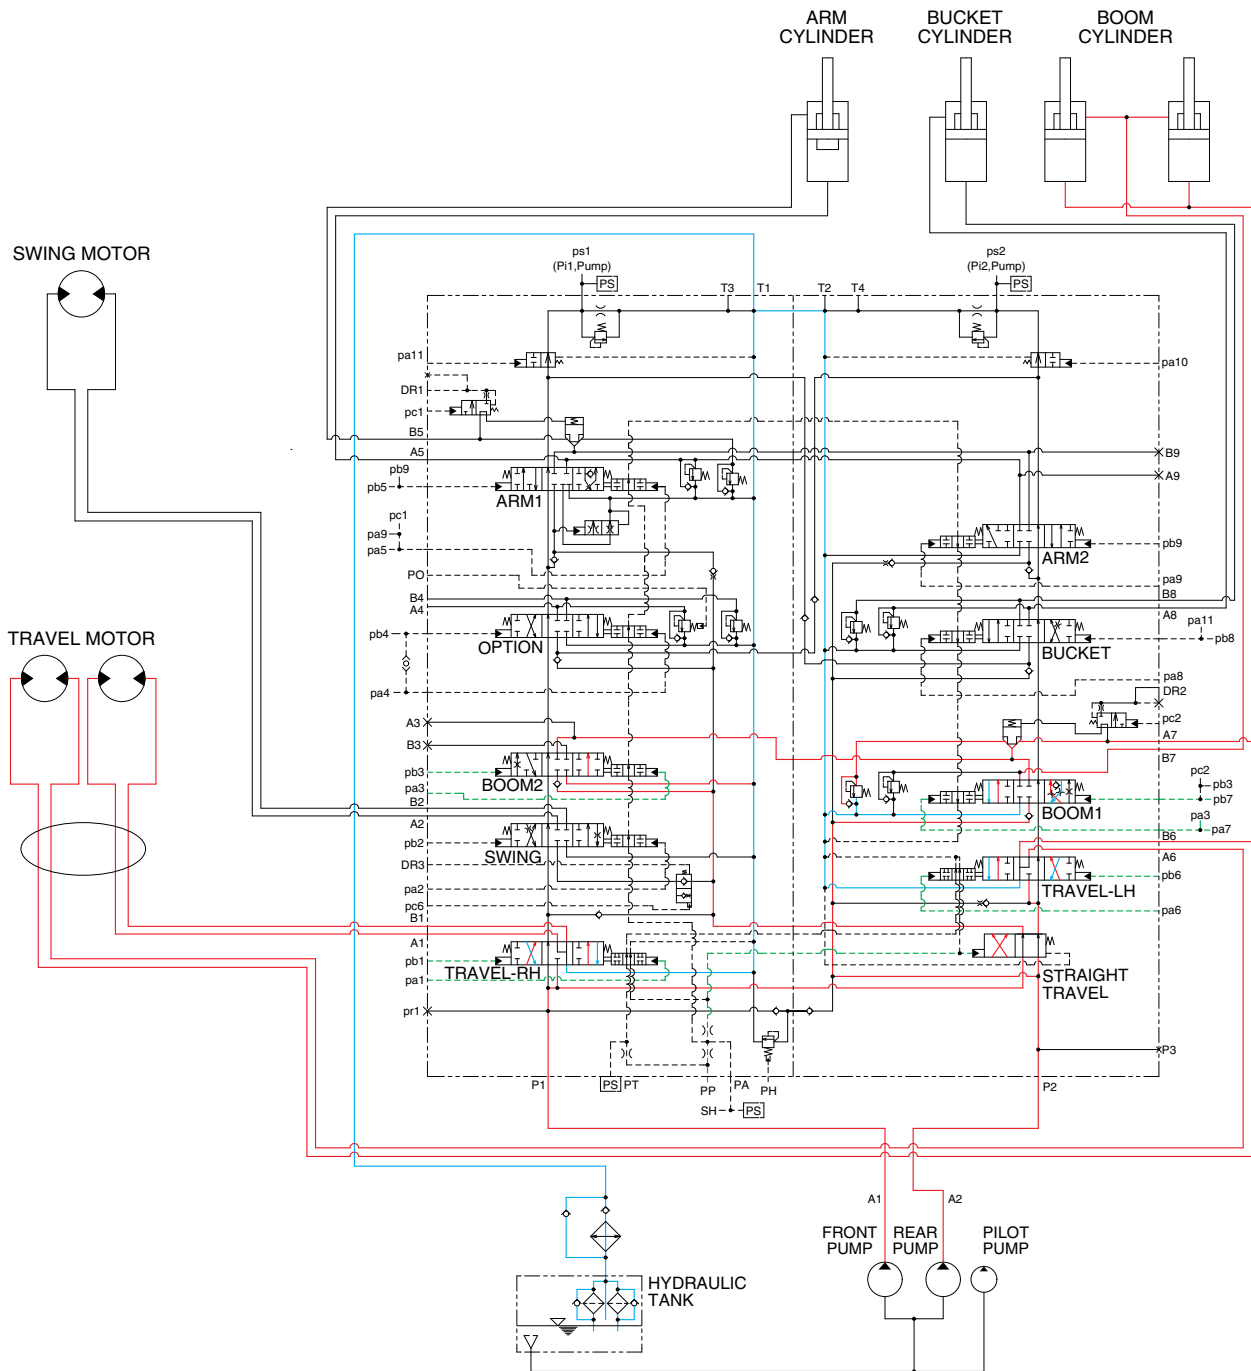 ARM
CYLINDER
BUCKET
CYLINDER
BOOM
CYLINDER
SWING MOTOR
ps1
(Pi1,Pump)
PS
ps2
(Pi2,Pump)
PS
T3
T1
T2
T4
pa11
pa10
DR1
pc1
B5
A5
B9
A9
pb9
pb5
ARM1
pc1
pa9
pa5
ARM2
pb9
PO
pa9
B4
A4
B8
A8
pb4
OPTION
BUCKET
pa11
pb8
TRAVEL MOTOR
pa4
pa8
DR2
A3
pc2
B3
A7
B7
pb3
BOOM2
pa3
pc2
pb3
pb7
BOOM1
B2
pa3
pa7
A2
B6
pb2
SWING
A6
DR3
TRAVEL-LH
pb6
pa2
pc6
pa6
B1
A1
pb1
TRAVEL-RH
pa1
STRAIGHT
TRAVEL
pr1
P3
P1
PS
PT
PP
PA
PH
P2
SH
PS
A1
A2
FRONT
PUMP
REAR
PUMP
PILOT
PUMP
HYDRAULIC
TANK